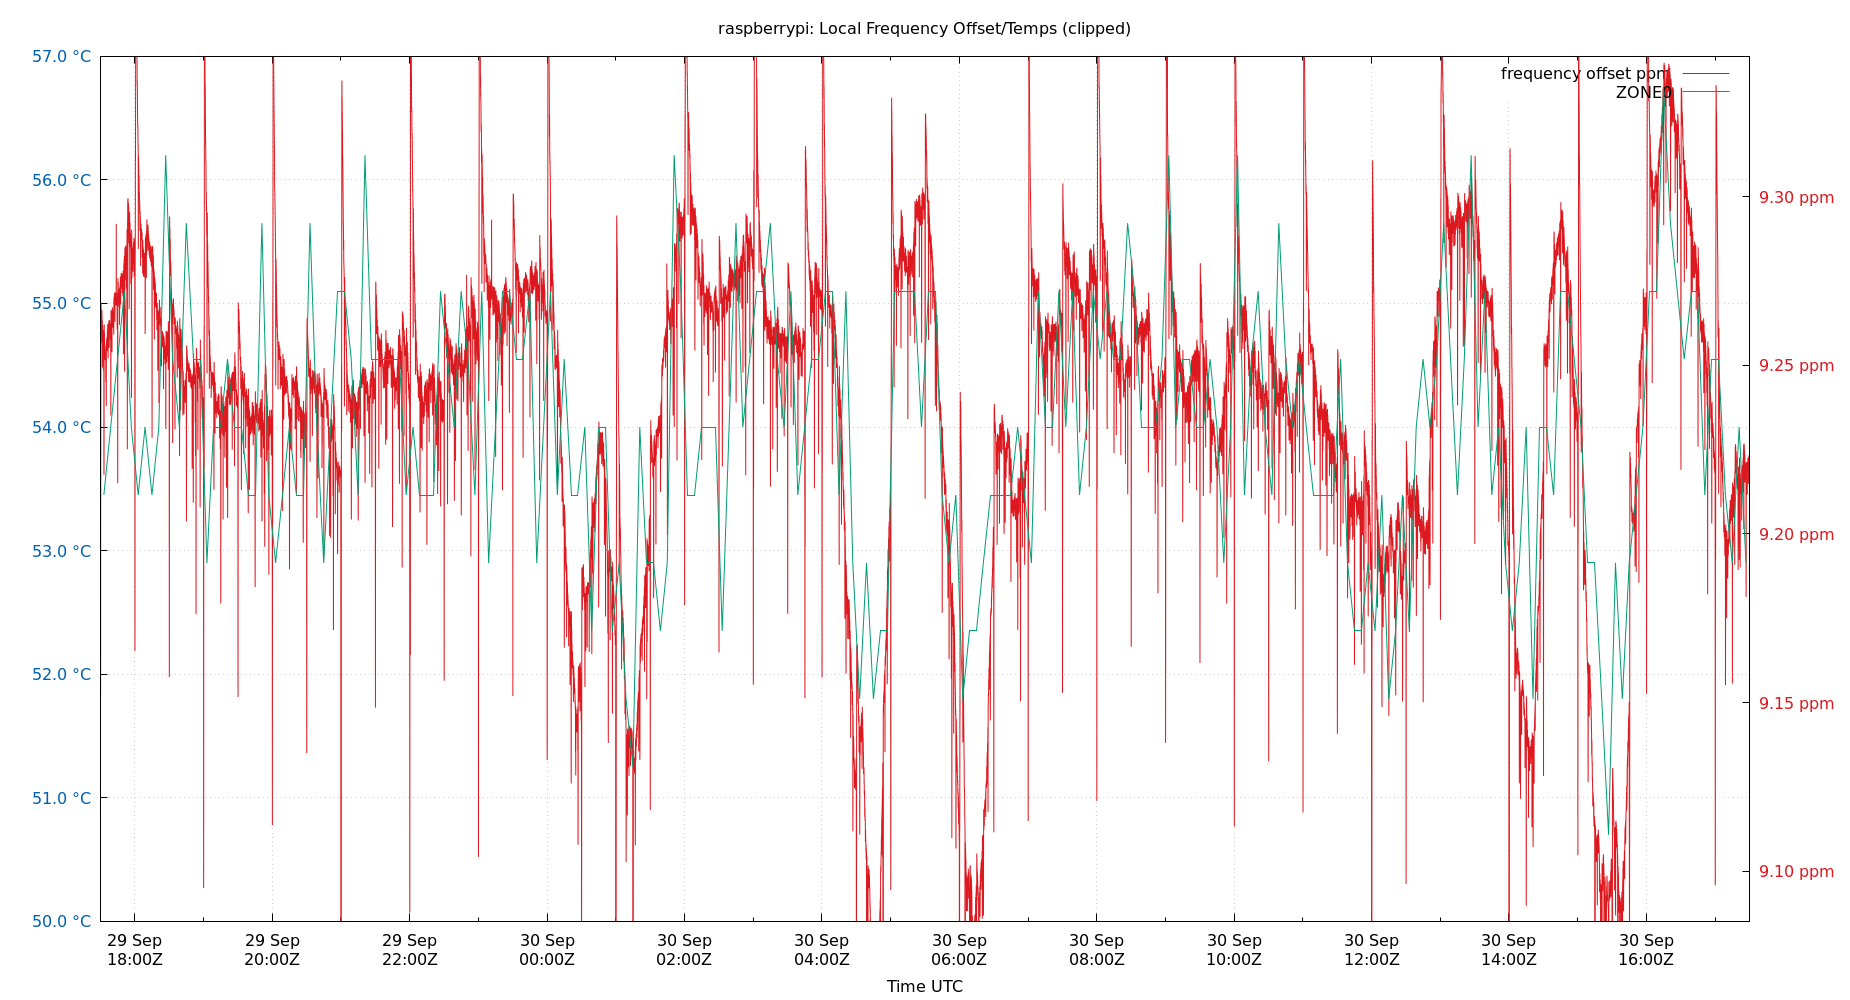 raspberrypi: Local Frequency Offset/Temps (clipped)
57.0 °C
56.0 °C
55.0 °C
54.0 °C
53.0 °C
52.0 °C
51.0 °C
50.0 °C
frequency offset ppm
ZONE0
9.30 ppm
9.25 ppm
9.20 ppm
9.15 ppm
9.10 ppm
29 Sep 18:00Z
29 Sep 20:00Z
29 Sep 22:00Z
30 Sep 00:00Z
30 Sep 02:00Z
30 Sep 04:00Z
30 Sep 06:00Z
30 Sep 08:00Z
30 Sep 10:00Z
30 Sep 12:00Z
30 Sep 14:00Z
30 Sep 16:00Z
Time UTC